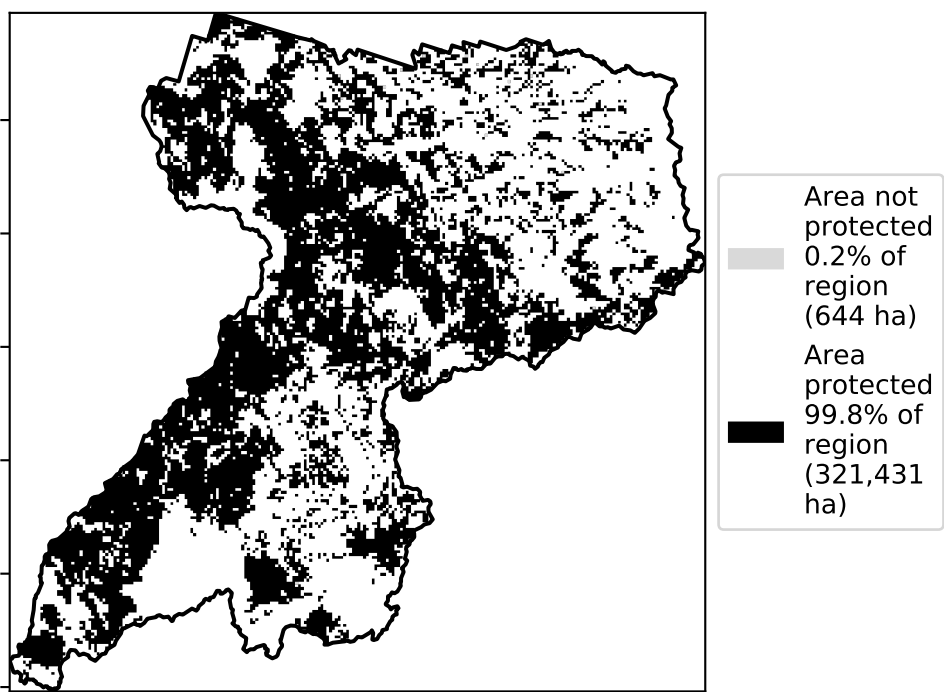 Area not
protected
0.2% of
region
(644 ha)
Area
protected
99.8% of
region
(321,431
ha)